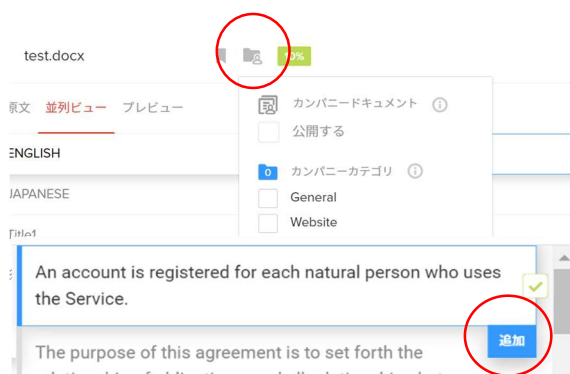 test.docx
10%
カンパニードキュメント
公開する
原文 並列ビュー プレビュー
ENGLISH
0 カンパニーカテゴリ
JAPANESE
General
Website
Title1
An account is registered for each natural person who uses
the Service.
追加
The purpose of this agreement is to set forth the